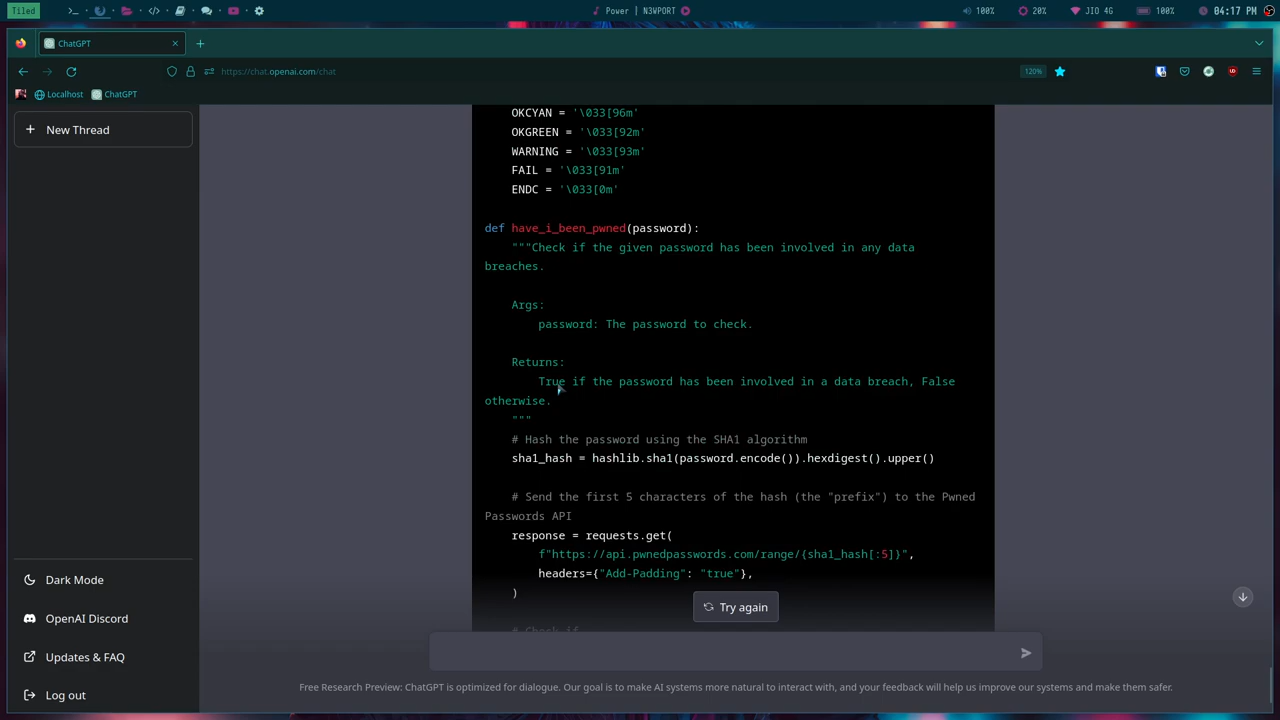 Tiled
Power | N3WPORT
100%
20%
JIO 4G
100%
04:17 PM
ChatGPT
https://chat.openai.com/chat
120%
Localhost
ChatGPT
New Thread
OKCYAN = '\033[96m'
OKGREEN = '\033[92m'
WARNING = '\033[93m'
FAIL = '\033[91m'
ENDC = '\033[0m'
def have_i_been_pwned(password):
"""Check if the given password has been involved in any data
breaches.
Args:
password: The password to check.
Returns:
True if the password has been involved in a data breach, False
otherwise.
"""
# Hash the password using the SHA1 algorithm
sha1_hash = hashlib.sha1(password.encode()).hexdigest().upper()
# Send the first 5 characters of the hash (the "prefix") to the Pwned
Passwords API
response = requests.get(
f"https://api.pwnedpasswords.com/range/{sha1_hash[:5]}",
headers={"Add-Padding": "true"},
)
# Check if
Try again
Dark Mode
OpenAI Discord
Updates & FAQ
Log out
Free Research Preview: ChatGPT is optimized for dialogue. Our goal is to make AI systems more natural to interact with, and your feedback will help us improve our systems and make them safer.